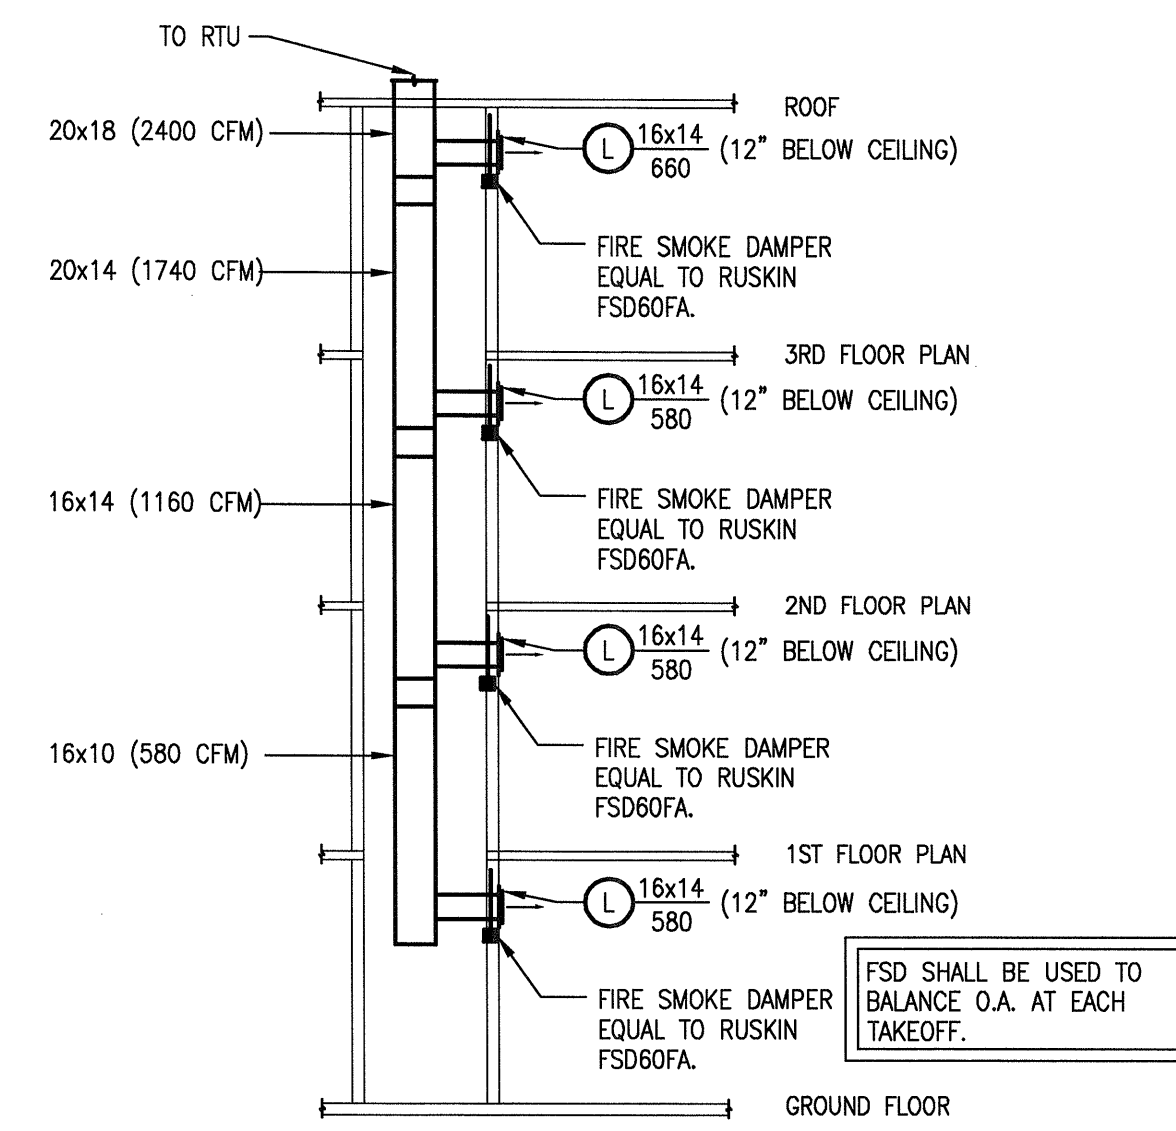 TO RTU
ROOF
20x18 (2400 CFM)
L 16x14 (12" BELOW CEILING)
660
FIRE SMOKE DAMPER
EQUAL TO RUSKIN
FSD60FA.
20x14 (1740 CFM)
3RD FLOOR PLAN
L 16x14 (12" BELOW CEILING)
580
16x14 (1160 CFM)
FIRE SMOKE DAMPER
EQUAL TO RUSKIN
FSD60FA.
2ND FLOOR PLAN
L 16x14 (12" BELOW CEILING)
580
16x10 (580 CFM)
FIRE SMOKE DAMPER
EQUAL TO RUSKIN
FSD60FA.
1ST FLOOR PLAN
L 16x14 (12" BELOW CEILING)
580
FIRE SMOKE DAMPER
EQUAL TO RUSKIN
FSD60FA.
FSD SHALL BE USED TO
BALANCE O.A. AT EACH
TAKEOFF.
GROUND FLOOR